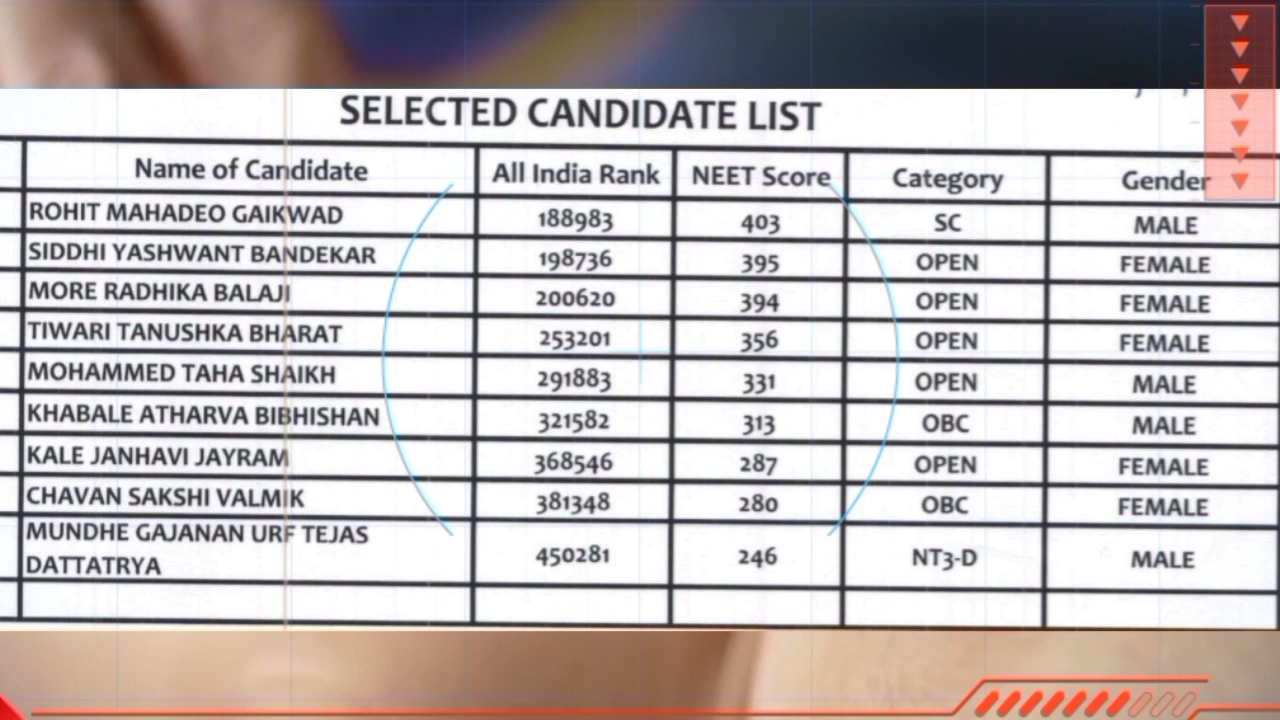 SELECTED CANDIDATE LIST
Name of Candidate All India Rank NEET Score Category Gender
ROHIT MAHADEO GAIKWAD 188983 403 SC MALE
SIDDHI YASHWANT BANDEKAR 198736 395 OPEN FEMALE
MORE RADHIKA BALAJI 200620 394 OPEN FEMALE
TIWARI TANUSHKA BHARAT 253201 356 OPEN FEMALE
MOHAMMED TAHA SHAIKH 291883 331 OPEN MALE
KHABALE ATHARVA BIBHISHAN 321582 313 OBC MALE
KALE JANHAVI JAYRAM 368546 287 OPEN FEMALE
CHAVAN SAKSHI VALMIK 381348 280 OBC FEMALE
MUNDHE GAJANAN URF TEJAS
DATTATRYA 450281 246 NT3-D MALE